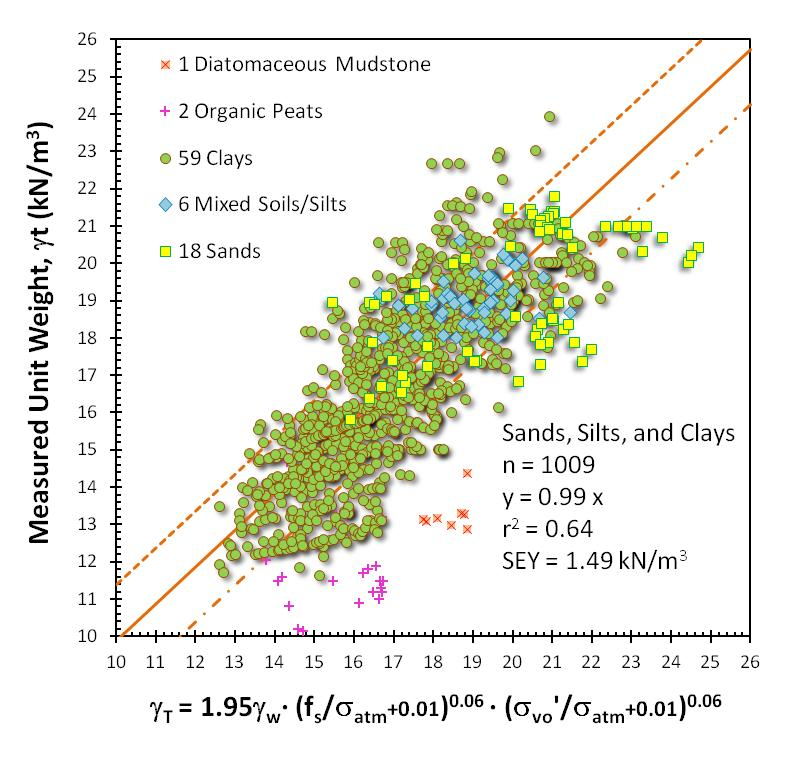 26
25
24
23
22
21
20
19
18
17
16
15
14
13
12
11
10
Measured Unit Weight, γt (kN/m³)
1 Diatomaceous Mudstone
2 Organic Peats
59 Clays
6 Mixed Soils/Silts
18 Sands
Sands, Silts, and Clays
n = 1009
y = 0.99 x
r² = 0.64
SEY = 1.49 kN/m³
10 11 12 13 14 15 16 17 18 19 20 21 22 23 24 25 26
γT = 1.95γw· (fs/σatm+0.01)^0.06 · (σvo'/σatm+0.01)^0.06